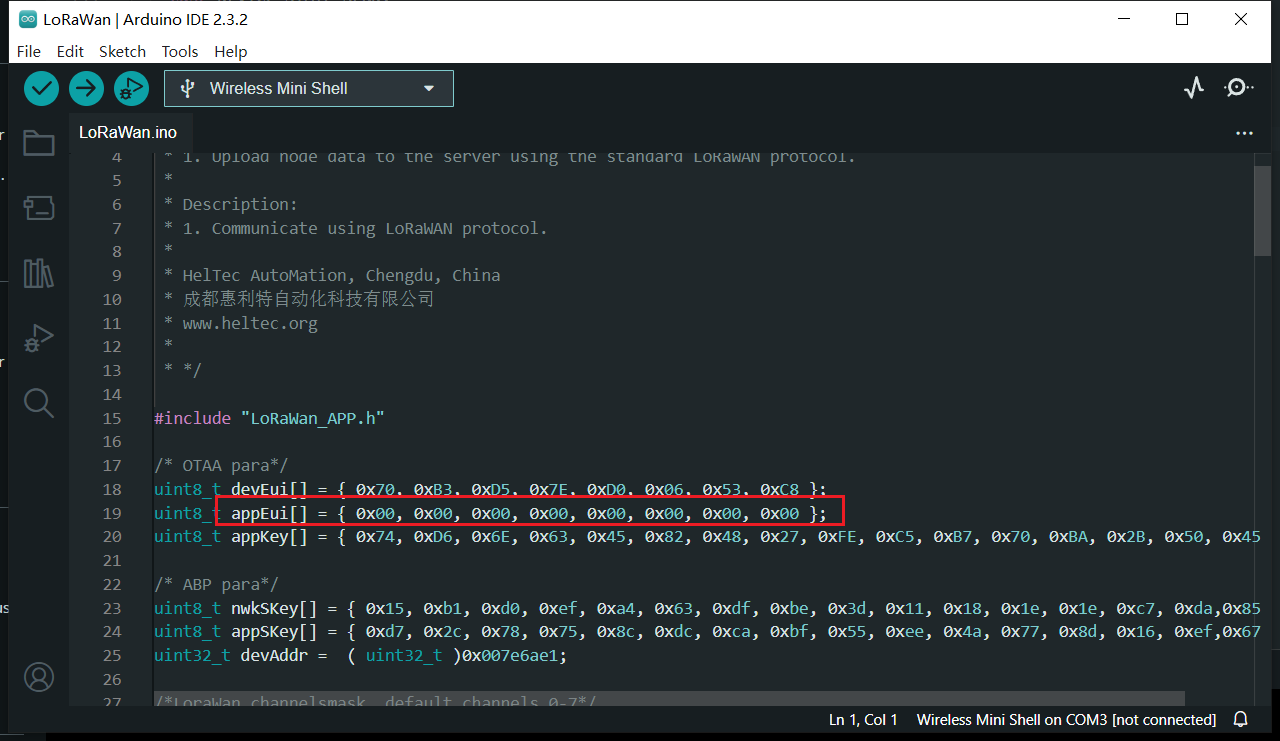 LoRaWan | Arduino IDE 2.3.2
File Edit Sketch Tools Help
Wireless Mini Shell
LoRaWan.ino
4 * 1. Upload node data to the server using the standard LoRaWAN protocol.
5 *
6 * Description:
7 * 1. Communicate using LoRaWAN protocol.
8 *
9 * HelTec AutoMation, Chengdu, China
10 * 成都惠利特自动化科技有限公司
11 * www.heltec.org
12 *
13 * */
14
15 #include "LoRaWan_APP.h"
16
17 /* OTAA para*/
18 uint8_t devEui[] = { 0x70, 0xB3, 0xD5, 0x7E, 0xD0, 0x06, 0x53, 0xC8 };
19 uint8_t appEui[] = { 0x00, 0x00, 0x00, 0x00, 0x00, 0x00, 0x00, 0x00 };
20 uint8_t appKey[] = { 0x74, 0xD6, 0x6E, 0x63, 0x45, 0x82, 0x48, 0x27, 0xFE, 0xC5, 0xB7, 0x70, 0xBA, 0x2B, 0x50, 0x45
21
22 /* ABP para*/
23 uint8_t nwkSKey[] = { 0x15, 0xb1, 0xd0, 0xef, 0xa4, 0x63, 0xdf, 0xbe, 0x3d, 0x11, 0x18, 0x1e, 0x1e, 0xc7, 0xda,0x85
24 uint8_t appSKey[] = { 0xd7, 0x2c, 0x78, 0x75, 0x8c, 0xdc, 0xca, 0xbf, 0x55, 0xee, 0x4a, 0x77, 0x8d, 0x16, 0xef,0x67
25 uint32_t devAddr = ( uint32_t )0x007e6ae1;
26
27 /*LoraWan channelsmask, default channels 0-7*/
Ln 1, Col 1 Wireless Mini Shell on COM3 [not connected]